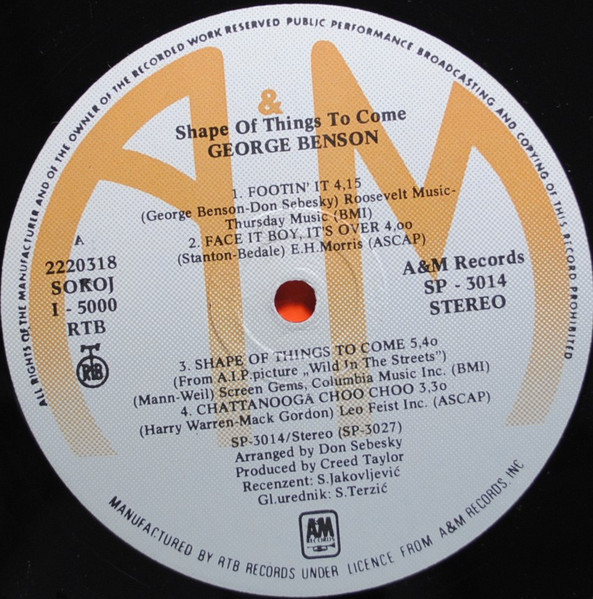 ALL RIGHTS OF THE MANUFACTURER AND OF THE OWNER OF THE RECORDED WORK RESERVED PUBLIC PERFORMANCE BROADCASTING AND COPYING OF THIS RECORD PROHIBITED
&
Shape Of Things To Come
GEORGE BENSON
1. FOOTIN' IT 4,15
(George Benson-Don Sebesky) Roosevelt Music-
Thursday Music (BMI)
2. FACE IT BOY, IT'S OVER 4,oo
(Stanton-Bedale) E.H.Morris (ASCAP)
A
2220318
SOKOJ
I - 5000
RTB
RTB
A&M Records
SP - 3014
STEREO
3. SHAPE OF THINGS TO COME 5,4o
(From A.I.P.picture „Wild In The Streets")
(Mann-Weil) Screen Gems, Columbia Music Inc. (BMI)
4. CHATTANOOGA CHOO CHOO 3,3o
(Harry Warren-Mack Gordon) Leo Feist Inc. (ASCAP)
SP-3014/Stereo (SP-3027)
Arranged by Don Sebesky
Produced by Creed Taylor
Recenzent: S.Jakovljević
Gl.urednik: S.Terzić
A&M
RECORDS
MANUFACTURED BY RTB RECORDS UNDER LICENCE FROM A&M RECORDS, INC